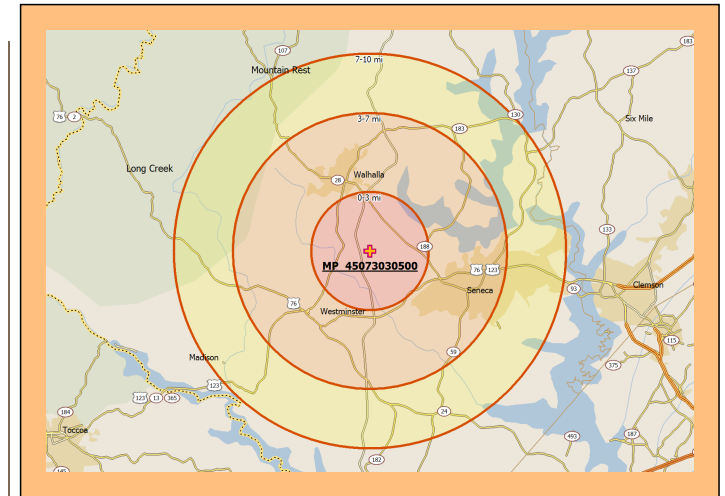 183
107
7-10 mi
Mountain Rest
137
76
2
130
3-7 mi
183
Six Mile
Long Creek
Walhalla
28
0-3 mi
133
188
MP_45073030500
76
123
93
Clemson
Seneca
76
Westminster
115
59
Madison
375
123
123
13
365
184
24
Toccoa
493
187
182
145